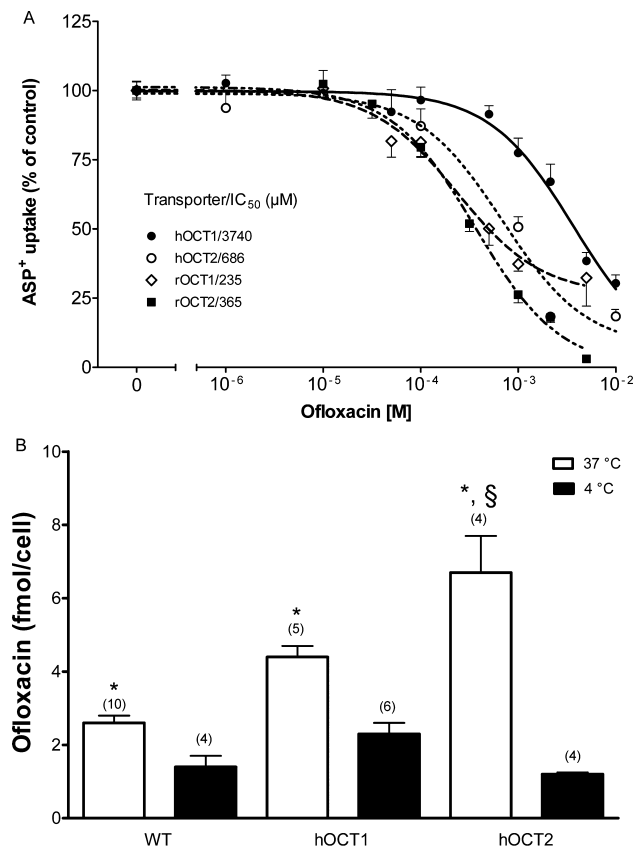 A
125
100
75
50
25
0
ASP⁺ uptake (% of control)
Transporter/IC₅₀ (µM)
hOCT1/3740
hOCT2/686
rOCT1/235
rOCT2/365
0 10⁻⁶ 10⁻⁵ 10⁻⁴ 10⁻³ 10⁻²
Ofloxacin [M]
B
10
8
6
4
2
0
Ofloxacin (fmol/cell)
37 °C
4 °C
*, §
(4)
*
(5)
*
(10)
(4)
(6)
(4)
WT hOCT1 hOCT2